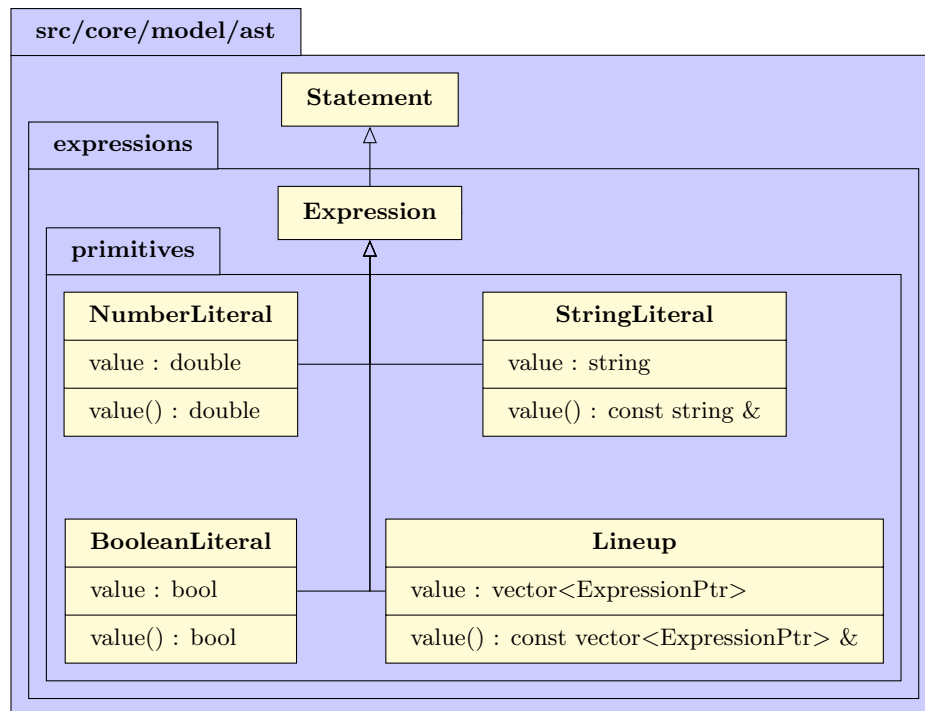 src/core/model/ast
Statement
expressions
Expression
primitives
NumberLiteral
value : double
value() : double
StringLiteral
value : string
value() : const string &
BooleanLiteral
value : bool
value() : bool
Lineup
value : vector<ExpressionPtr>
value() : const vector<ExpressionPtr> &